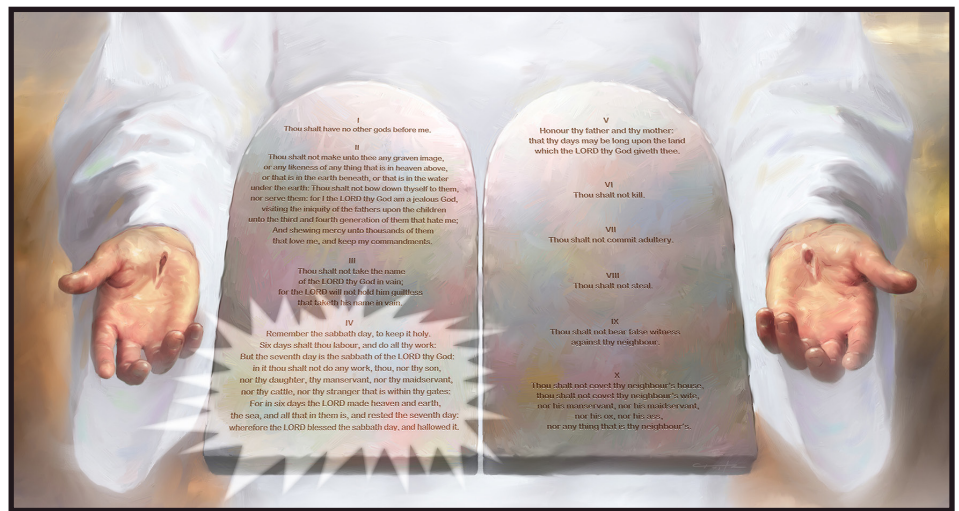 I
Thou shall have no other gods before me.
II
Thou shalt not make unto thee any graven image,
or any likeness of any thing that is in heaven above,
or that is in the earth beneath, or that is in the water
under the earth: Thou shalt not bow down thyself to them,
nor serve them: for I the LORD thy God am a jealous God,
visiting the iniquity of the fathers upon the children
unto the third and fourth generation of them that hate me;
And shewing mercy unto thousands of them
that love me, and keep my commandments.
III
Thou shalt not take the name
of the LORD thy God in vain;
for the LORD will not hold him guiltless
that taketh his name in vain.
IV
Remember the sabbath day, to keep it holy.
Six days shalt thou labour, and do all thy work:
But the seventh day is the sabbath of the LORD thy God:
in it thou shalt not do any work, thou, nor thy son,
nor thy daughter, thy manservant, nor thy maidservant,
nor thy cattle, nor thy stranger that is within thy gates:
For in six days the LORD made heaven and earth,
the sea, and all that in them is, and rested the seventh day:
wherefore the LORD blessed the sabbath day, and hallowed it.
V
Honour thy father and thy mother:
that thy days may be long upon the land
which the LORD thy God giveth thee.
VI
Thou shalt not kill.
VII
Thou shalt not commit adultery.
VIII
Thou shalt not steal.
IX
Thou shalt not bear false witness
against thy neighbour.
X
Thou shalt not covet thy neighbour's house,
thou shalt not covet thy neighbour's wife,
nor his manservant, nor his maidservant,
nor his ox, nor his ass,
nor any thing that is thy neighbour's.